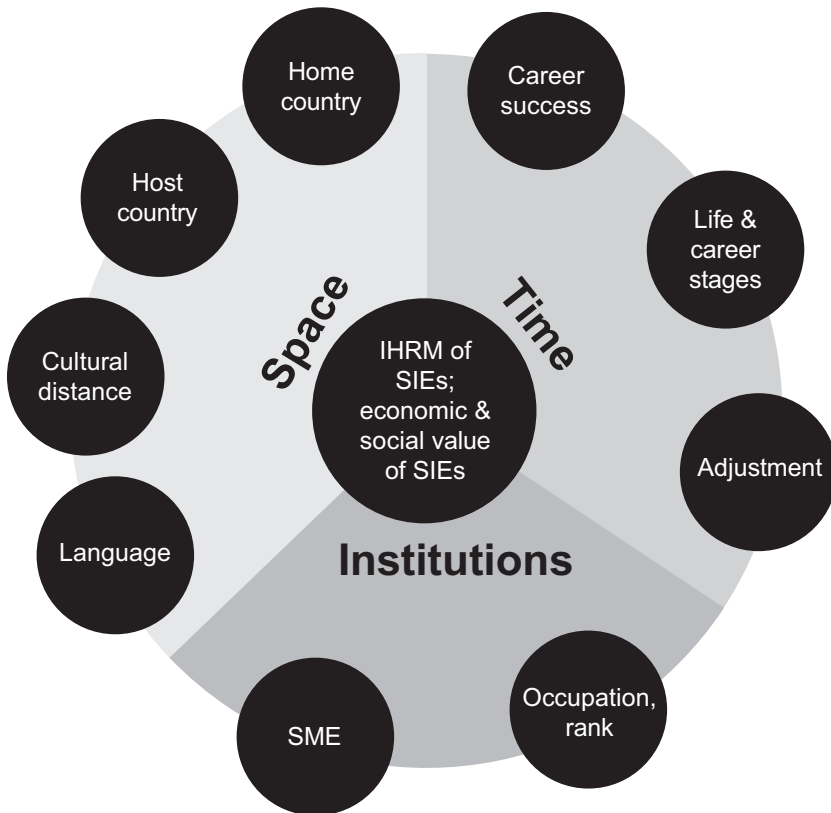 Home
country
Career
success
Host
country
Life &
career
stages
Space
Time
Cultural
distance
IHRM of
SIEs;
economic &
social value
of SIEs
Adjustment
Language
Institutions
SME
Occupation,
rank